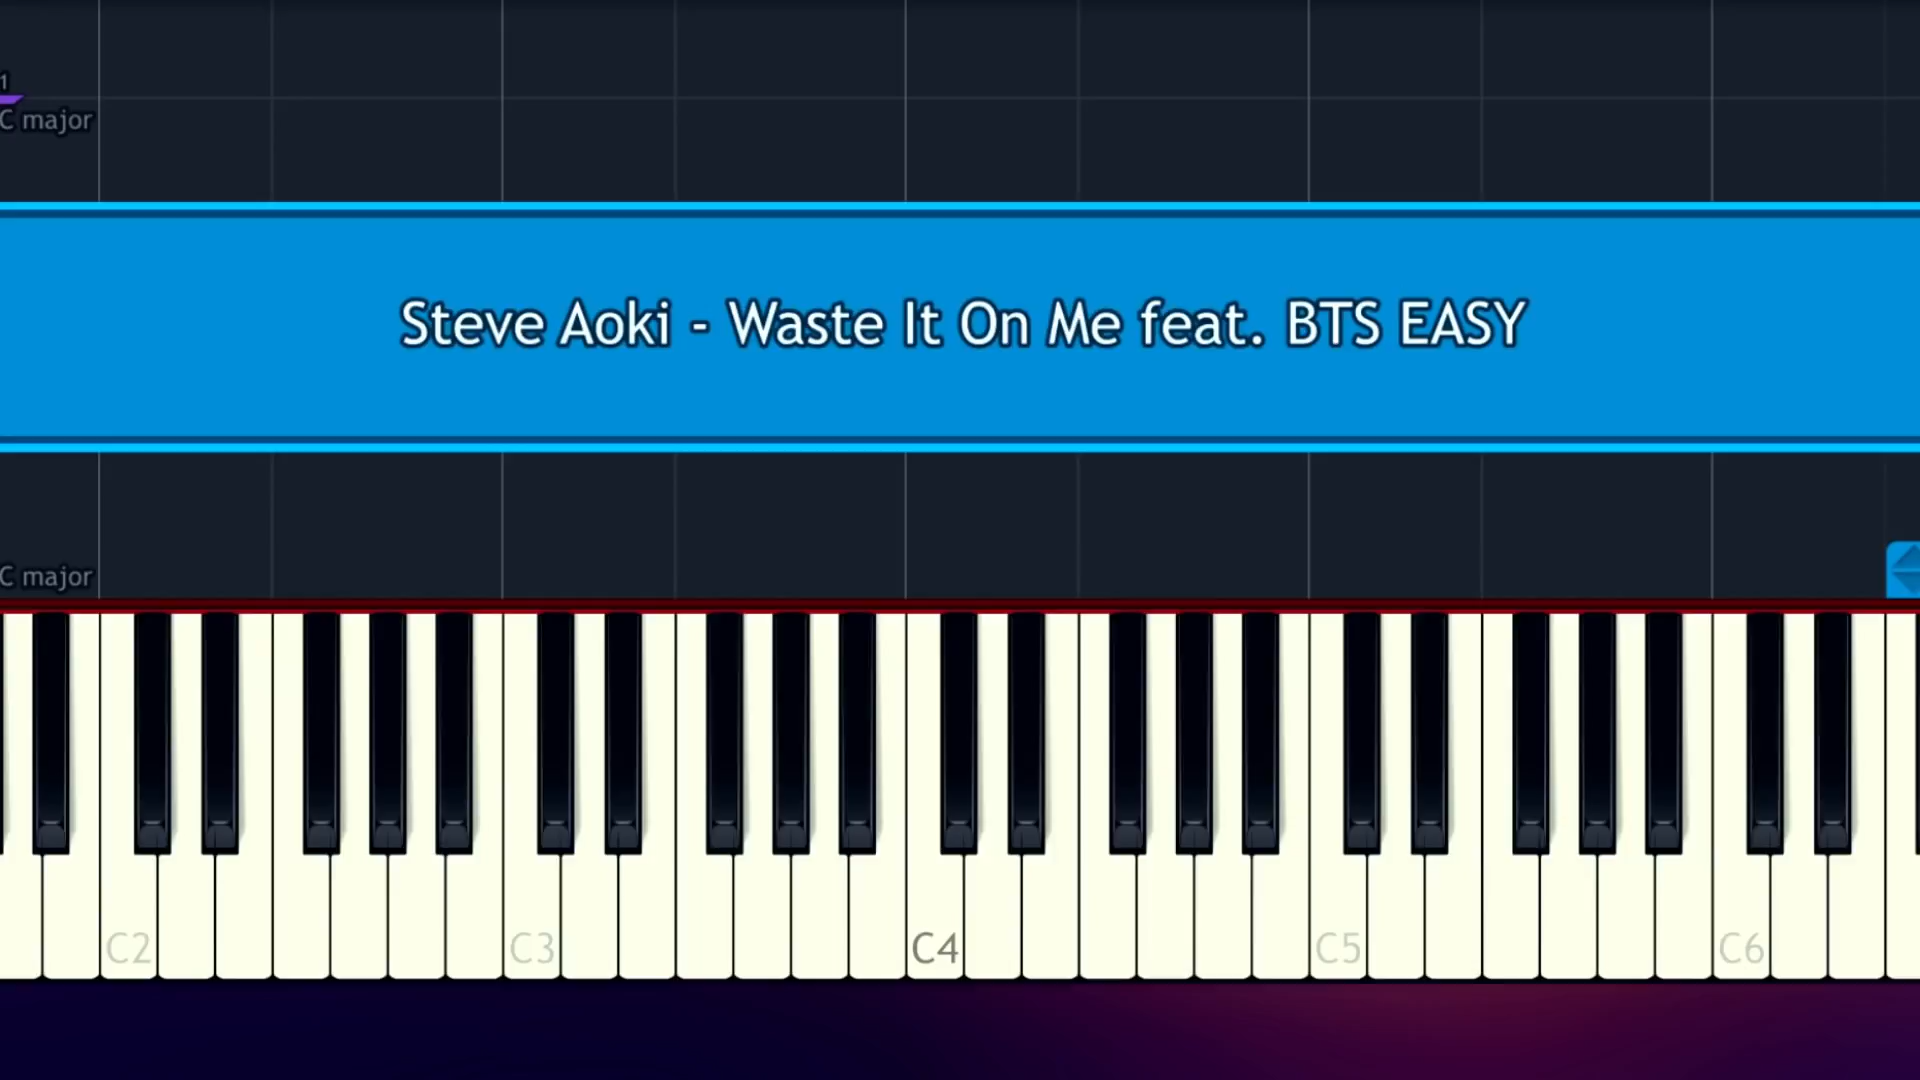 1
C major
Steve Aoki - Waste It On Me feat. BTS EASY
C major
C2 C3 C4 C5 C6